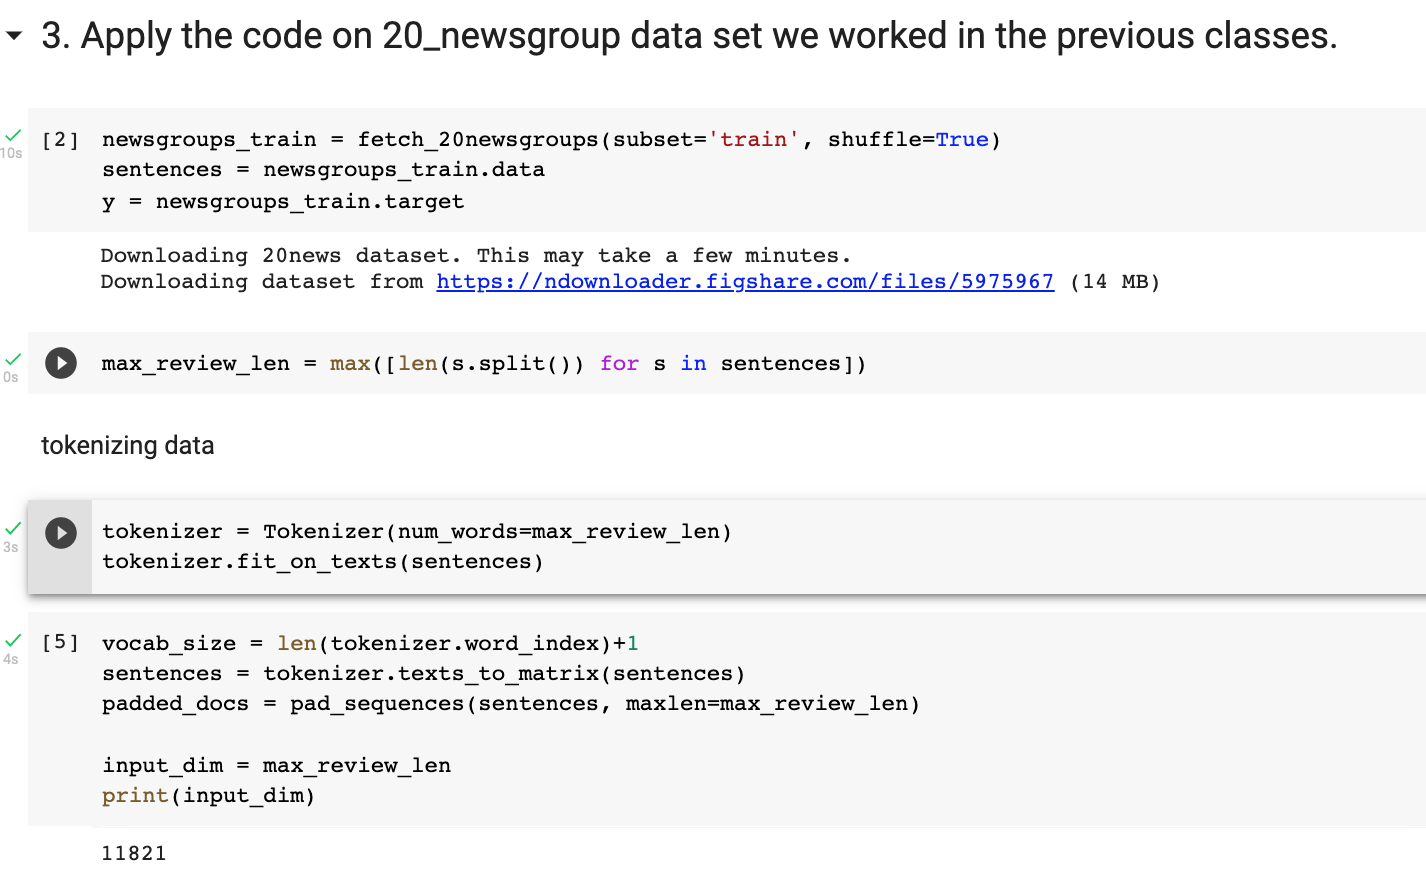 3. Apply the code on 20_newsgroup data set we worked in the previous classes.
10s
[2] newsgroups_train = fetch_20newsgroups(subset='train', shuffle=True)
sentences = newsgroups_train.data
y = newsgroups_train.target
Downloading 20news dataset. This may take a few minutes.
Downloading dataset from https://ndownloader.figshare.com/files/5975967 (14 MB)
0s
max_review_len = max([len(s.split()) for s in sentences])
tokenizing data
3s
tokenizer = Tokenizer(num_words=max_review_len)
tokenizer.fit_on_texts(sentences)
4s
[5] vocab_size = len(tokenizer.word_index)+1
sentences = tokenizer.texts_to_matrix(sentences)
padded_docs = pad_sequences(sentences, maxlen=max_review_len)
input_dim = max_review_len
print(input_dim)
11821